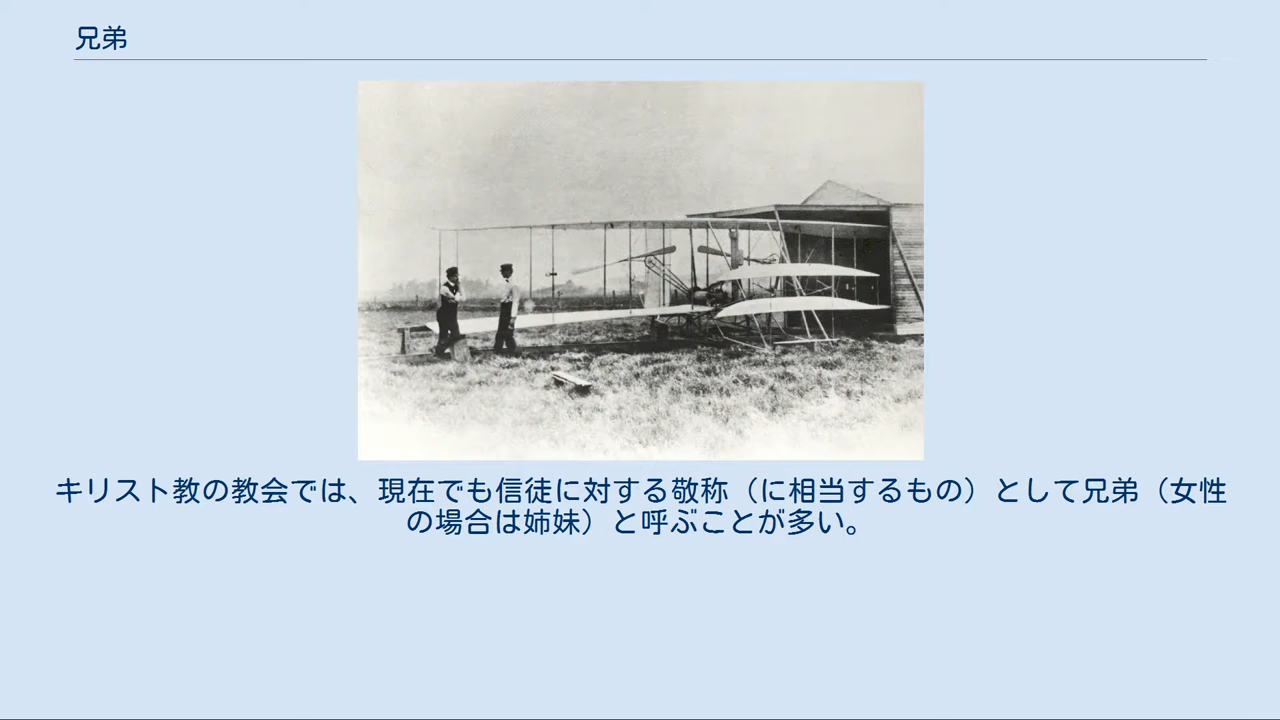 兄弟
キリスト教の教会では、現在でも信徒に対する敬称（に相当するもの）として兄弟（女性
の場合は姉妹）と呼ぶことが多い。